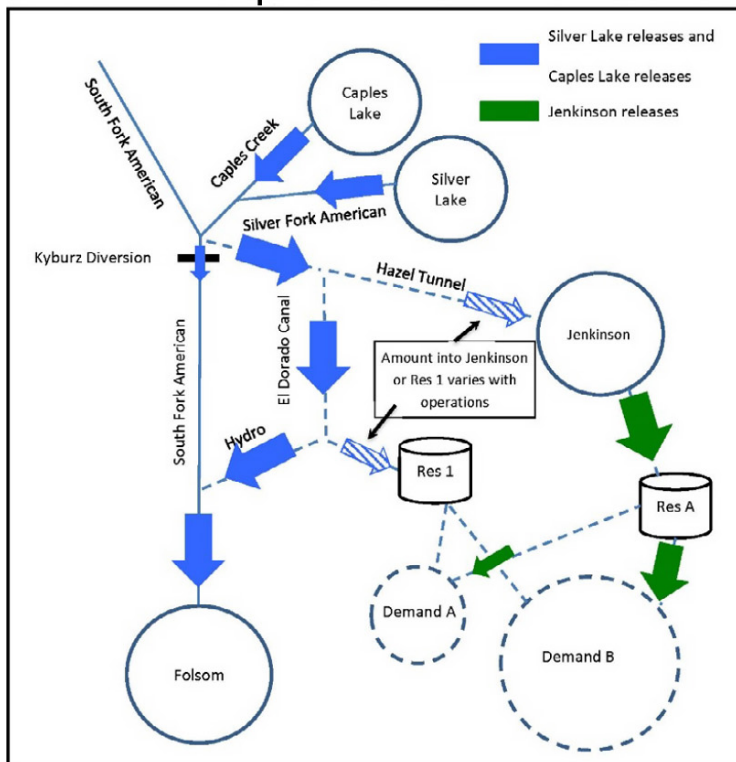 Silver Lake releases and
Caples Lake releases
Jenkinson releases
South Fork American
Caples
Lake
Caples Creek
Silver
Lake
Silver Fork American
Kyburz Diversion
Hazel Tunnel
Jenkinson
El Dorado Canal
Amount into Jenkinson
or Res 1 varies with
operations
South Fork American
Hydro
Res 1
Res A
Demand A
Demand B
Folsom